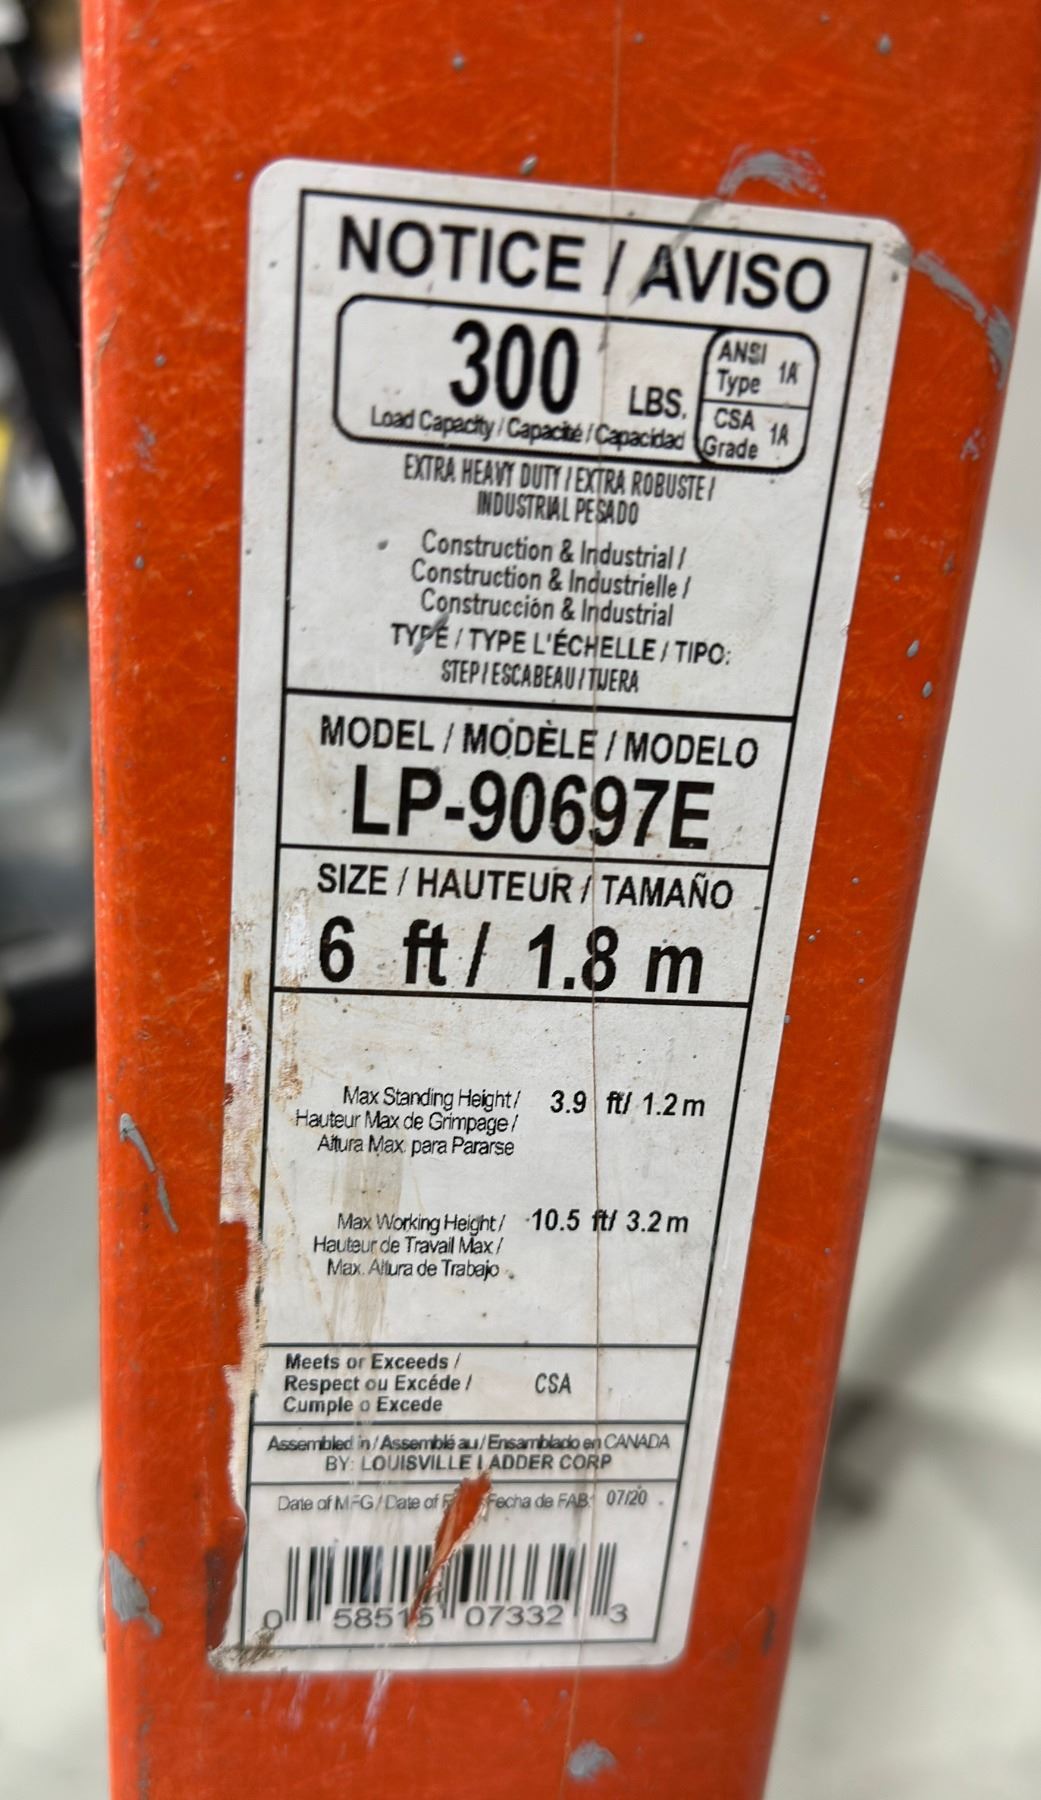 NOTICE / AVISO
300 LBS.
Load Capacity / Capacité / Capacidad
ANSI Type 1A
CSA Grade 1A
EXTRA HEAVY DUTY / EXTRA ROBUSTE /
INDUSTRIAL PESADO
Construction & Industrial /
Construction & Industrielle /
Construcción & Industrial
TYPE / TYPE L'ÉCHELLE / TIPO:
STEP / ESCABEAU / TIJERA
MODEL / MODÈLE / MODELO
LP-90697E
SIZE / HAUTEUR / TAMAÑO
6 ft / 1.8 m
Max Standing Height / 3.9 ft/ 1.2 m
Hauteur Max de Grimpage /
Altura Max. para Pararse
Max Working Height / 10.5 ft/ 3.2 m
Hauteur de Travail Max /
Max. Altura de Trabajo
Meets or Exceeds /
Respect ou Excéde / CSA
Cumple o Excede
Assembled in / Assemblé au / Ensamblado en CANADA
BY: LOUISVILLE LADDER CORP
Date of MFG / Date of Fecha de FAB: 07/20
0 58515 07332 3